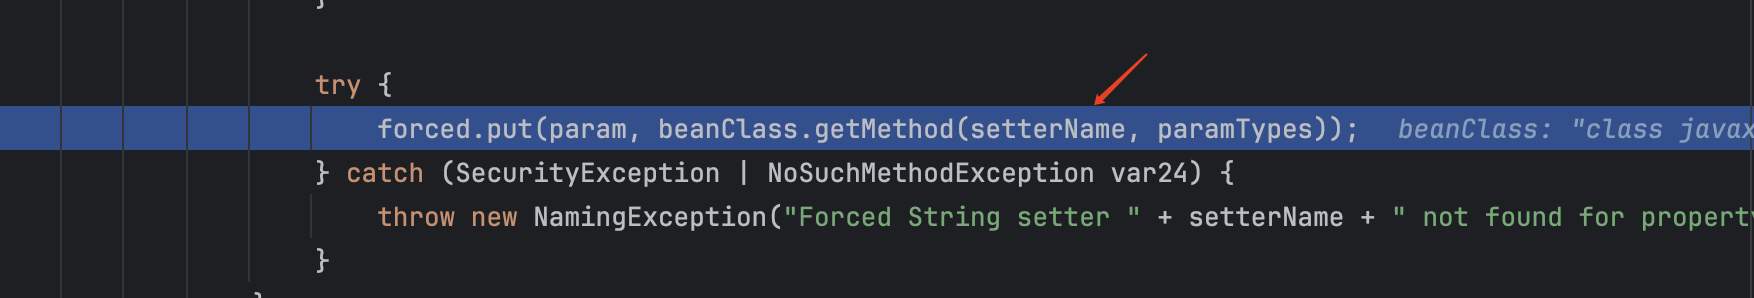 }
try {
forced.put(param, beanClass.getMethod(setterName, paramTypes)); beanClass: "class javax
} catch (SecurityException | NoSuchMethodException var24) {
throw new NamingException("Forced String setter " + setterName + " not found for property
}
}